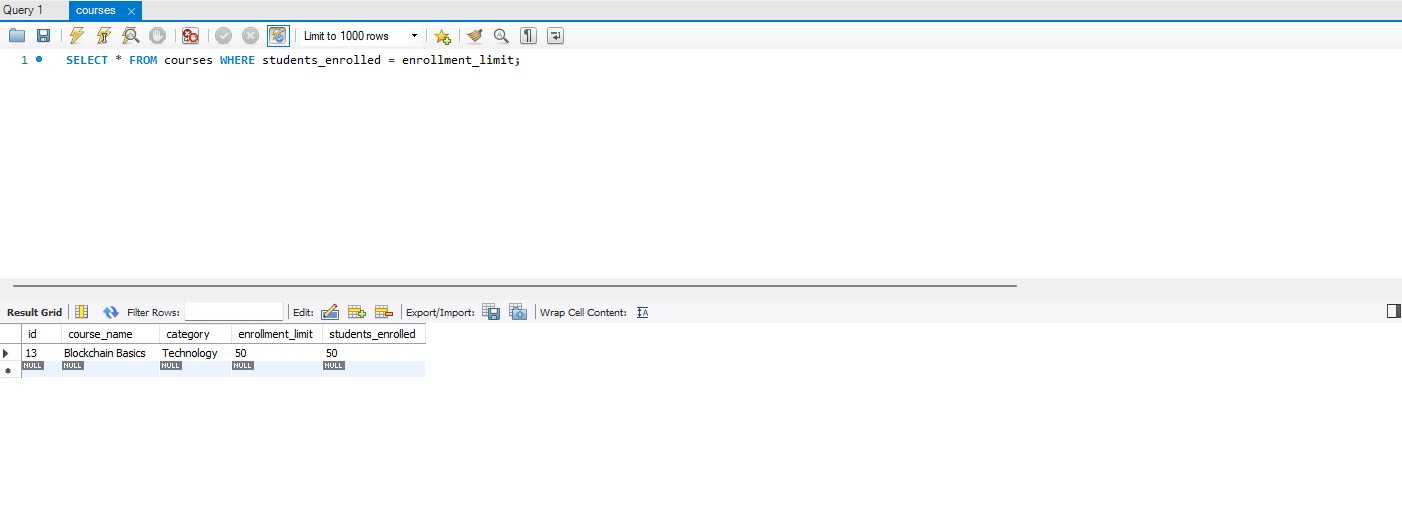 Query 1 courses
Limit to 1000 rows
1 SELECT * FROM courses WHERE students_enrolled = enrollment_limit;
Result Grid Filter Rows: Edit: Export/Import: Wrap Cell Content: IA
id course_name category enrollment_limit students_enrolled
13 Blockchain Basics Technology 50 50
NULL NULL NULL NULL NULL